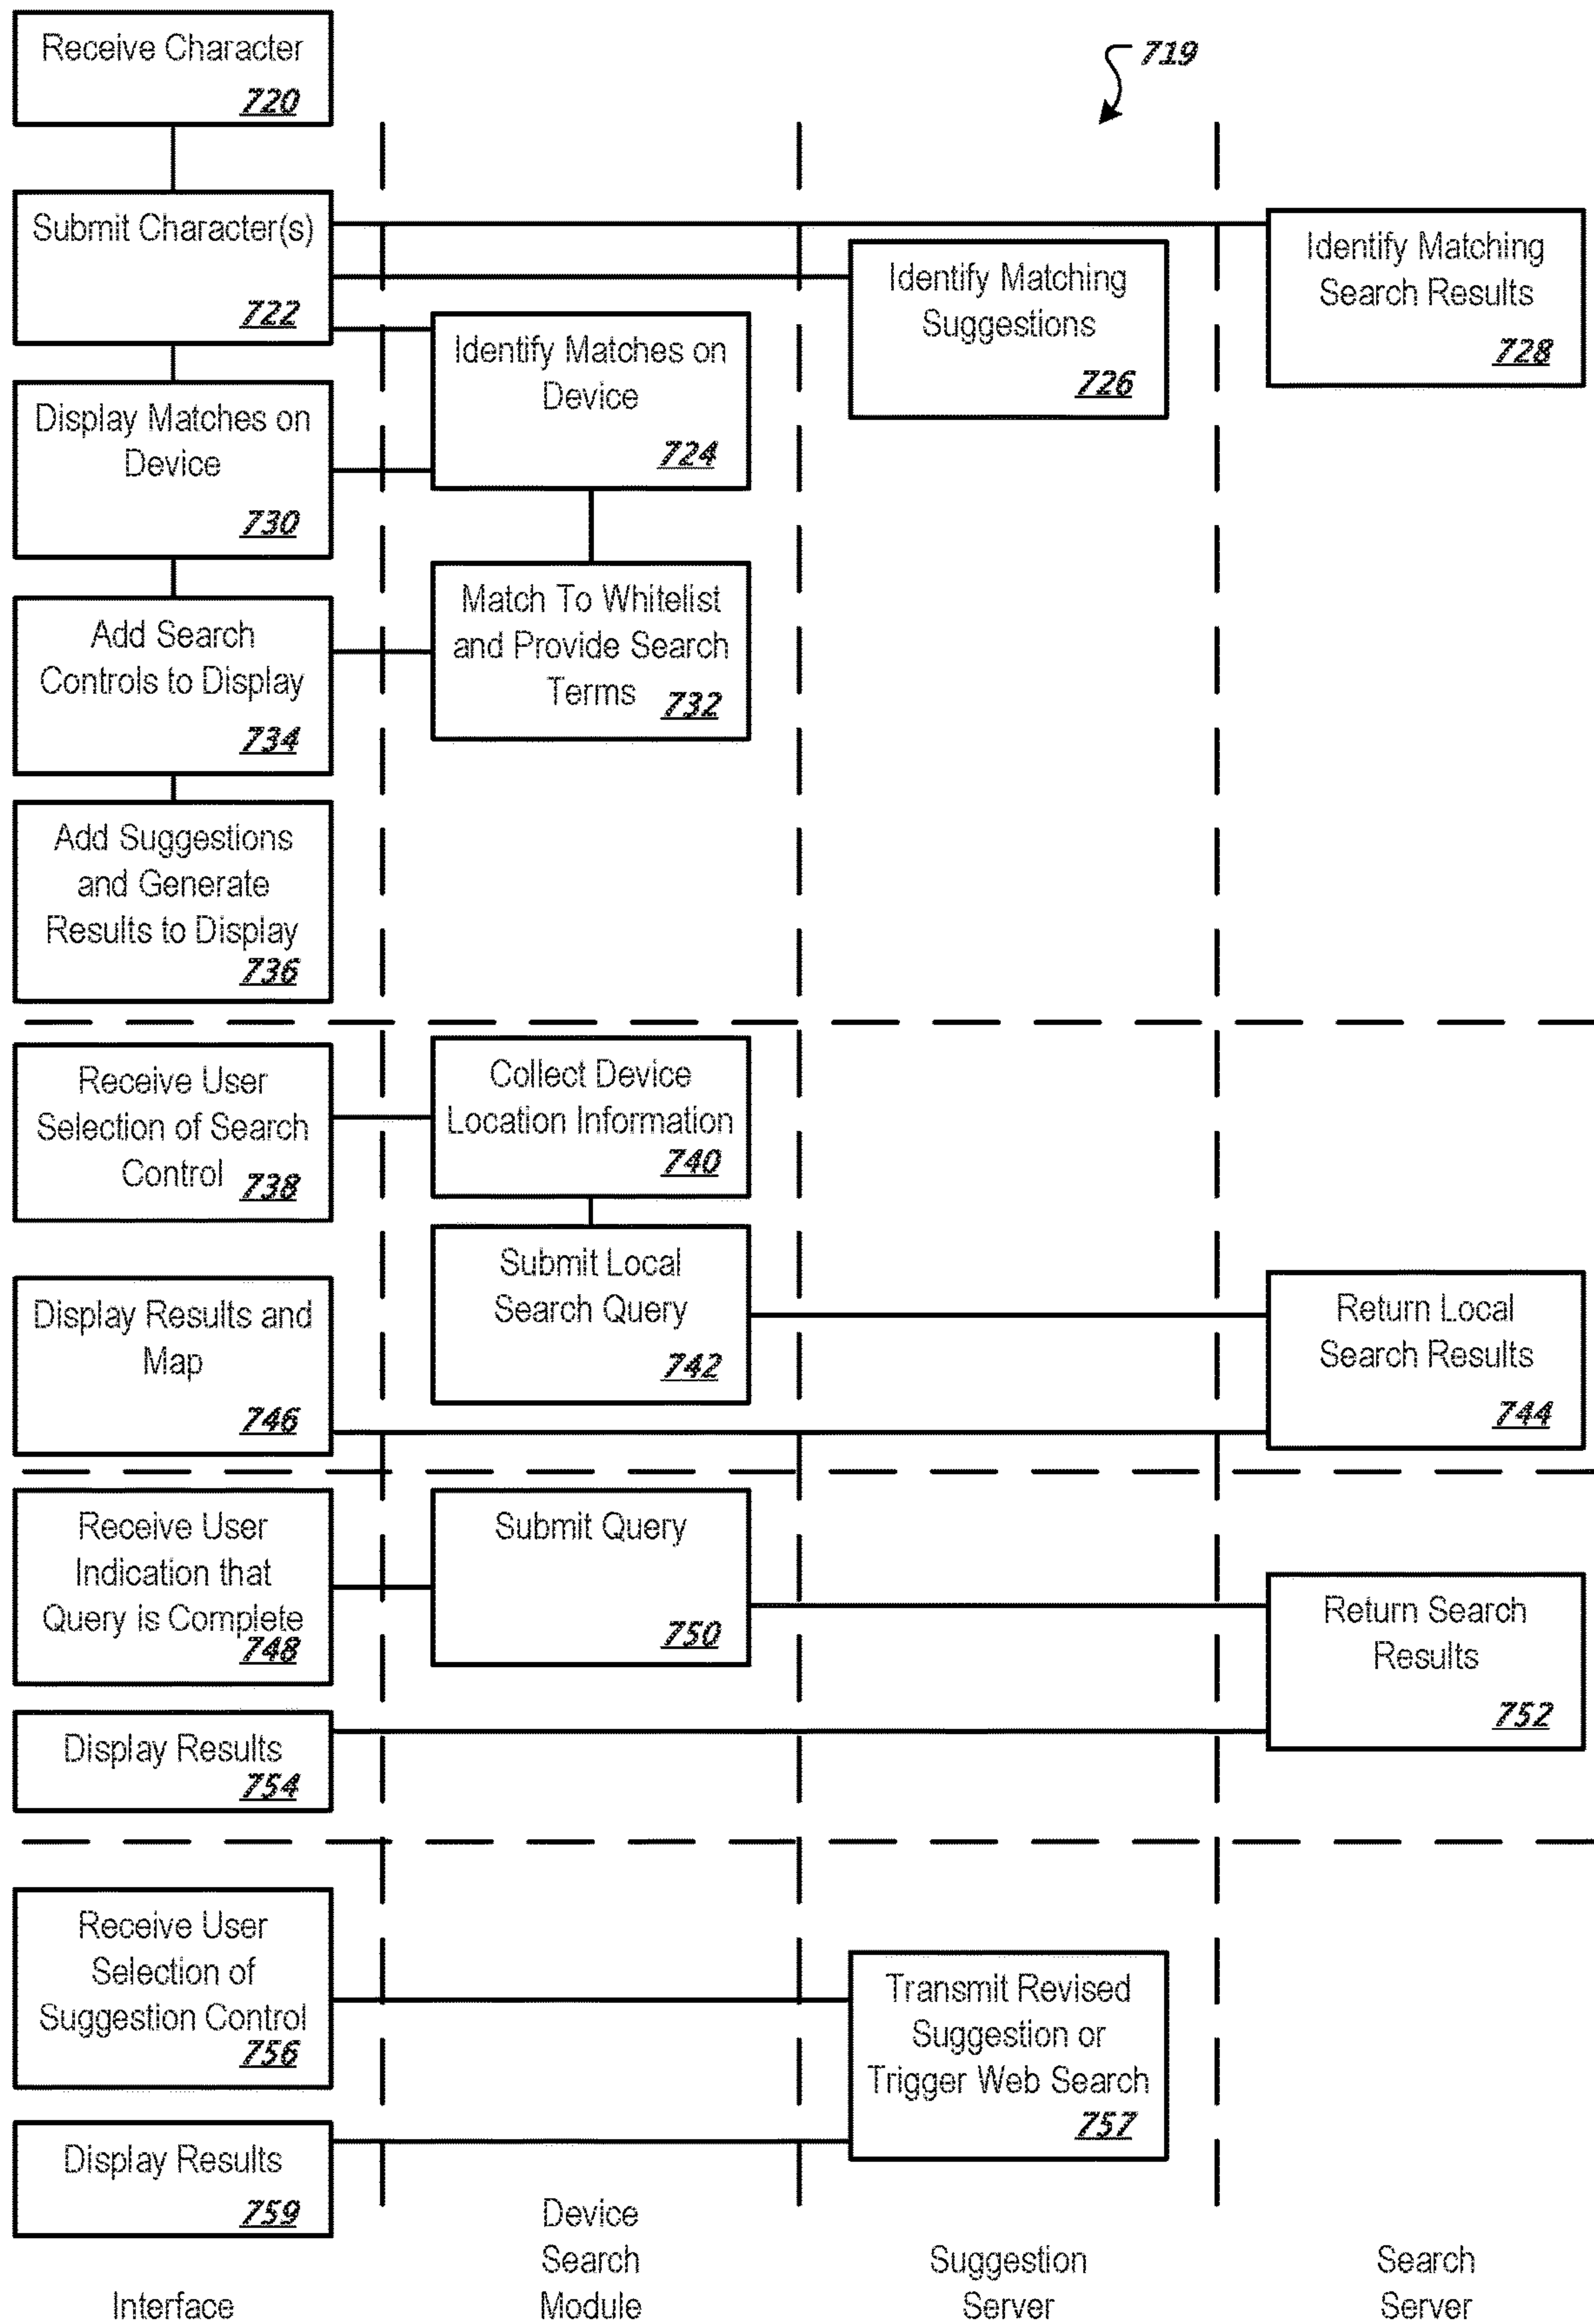 Receive Character
720
719
Submit Character(s)
722
Identify Matching
Suggestions
726
Identify Matching
Search Results
728
Identify Matches on
Device
724
Display Matches on
Device
730
Match To Whitelist
and Provide Search
Terms 732
Add Search
Controls to Display
734
Add Suggestions
and Generate
Results to Display
736
Receive User
Selection of Search
Control 738
Collect Device
Location Information
740
Submit Local
Search Query
742
Return Local
Search Results
744
Display Results and
Map
746
Receive User
Indication that
Query is Complete
748
Submit Query
750
Return Search
Results
752
Display Results
754
Receive User
Selection of
Suggestion Control
756
Transmit Revised
Suggestion or
Trigger Web Search
757
Display Results
759
Interface
Device
Search
Module
Suggestion
Server
Search
Server